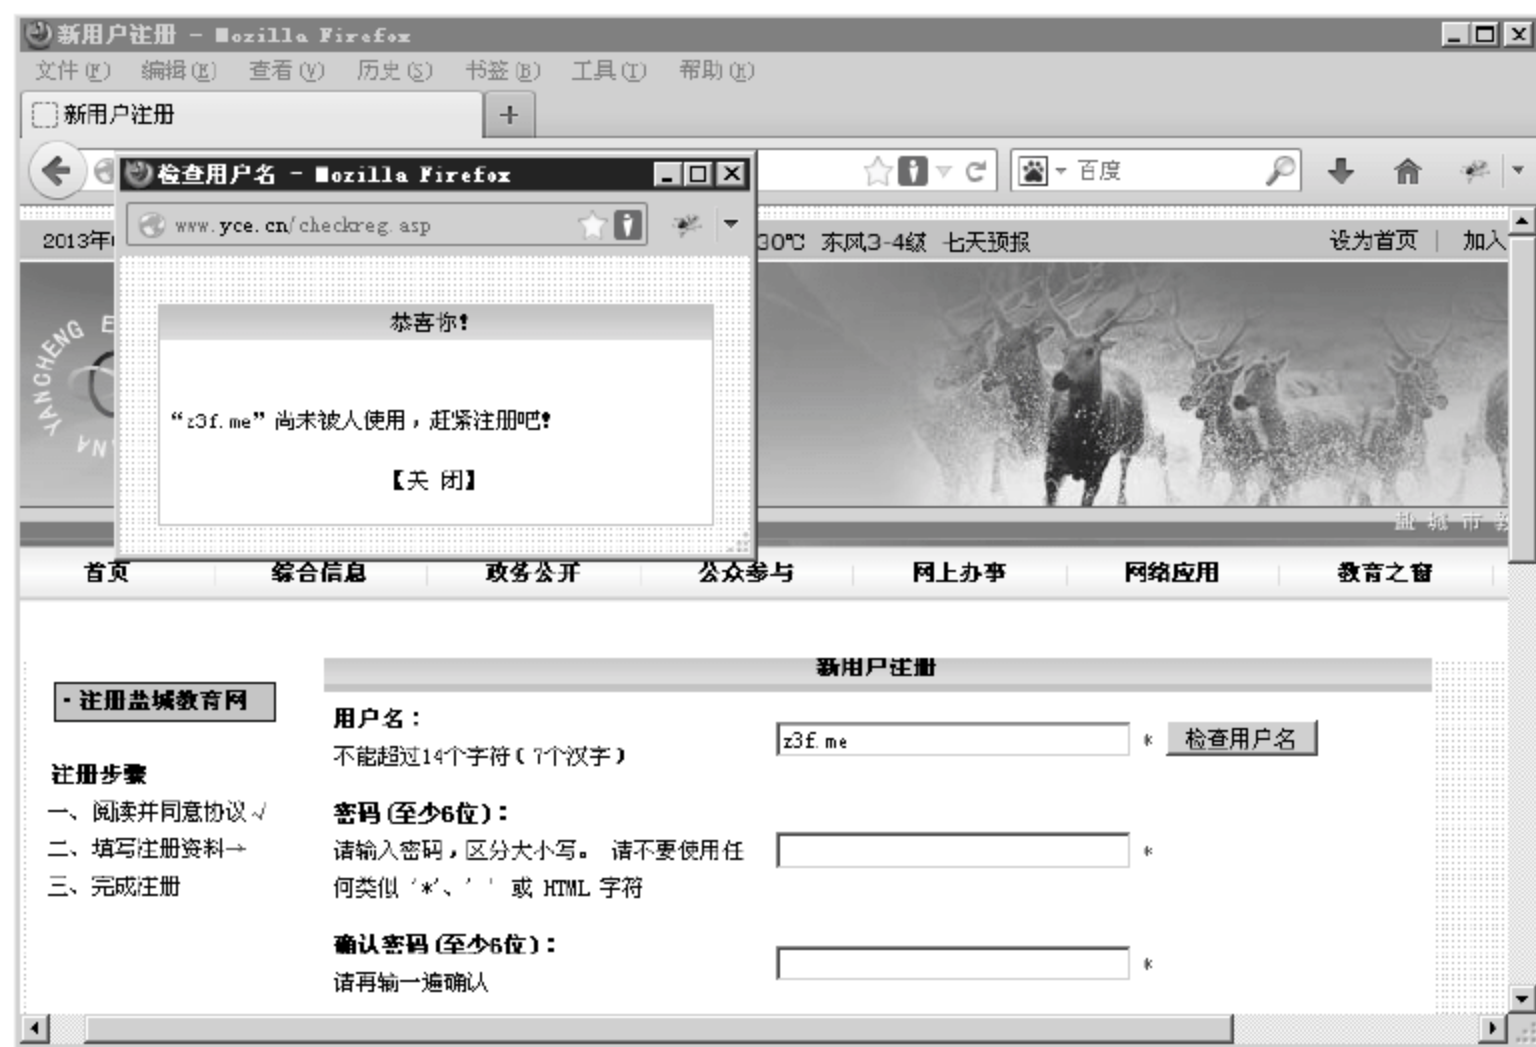 新用户注册 - Mozilla Firefox
文件(F) 编辑(E) 查看(V) 历史(S) 书签(B) 工具(T) 帮助(H)
新用户注册 +
百度
检查用户名 - Mozilla Firefox
www.yce.cn/checkreg.asp
2013年
30℃ 东风3-4级 七天预报 设为首页 | 加入
YANCHENG E
恭喜你!
“z3f.me”尚未被人使用，赶紧注册吧!
【关 闭】
盐城市教
首页 综合信息 政务公开 公众参与 网上办事 网络应用 教育之窗
新用户注册
·注册盐城教育网
注册步骤
一、阅读并同意协议√
二、填写注册资料→
三、完成注册
用户名：
不能超过14个字符(7个汉字)
z3f.me * 检查用户名
密码(至少6位)：
请输入密码，区分大小写。 请不要使用任
何类似 '*'、' ' 或 HTML 字符
*
确认密码(至少6位)：
请再输一遍确认
*